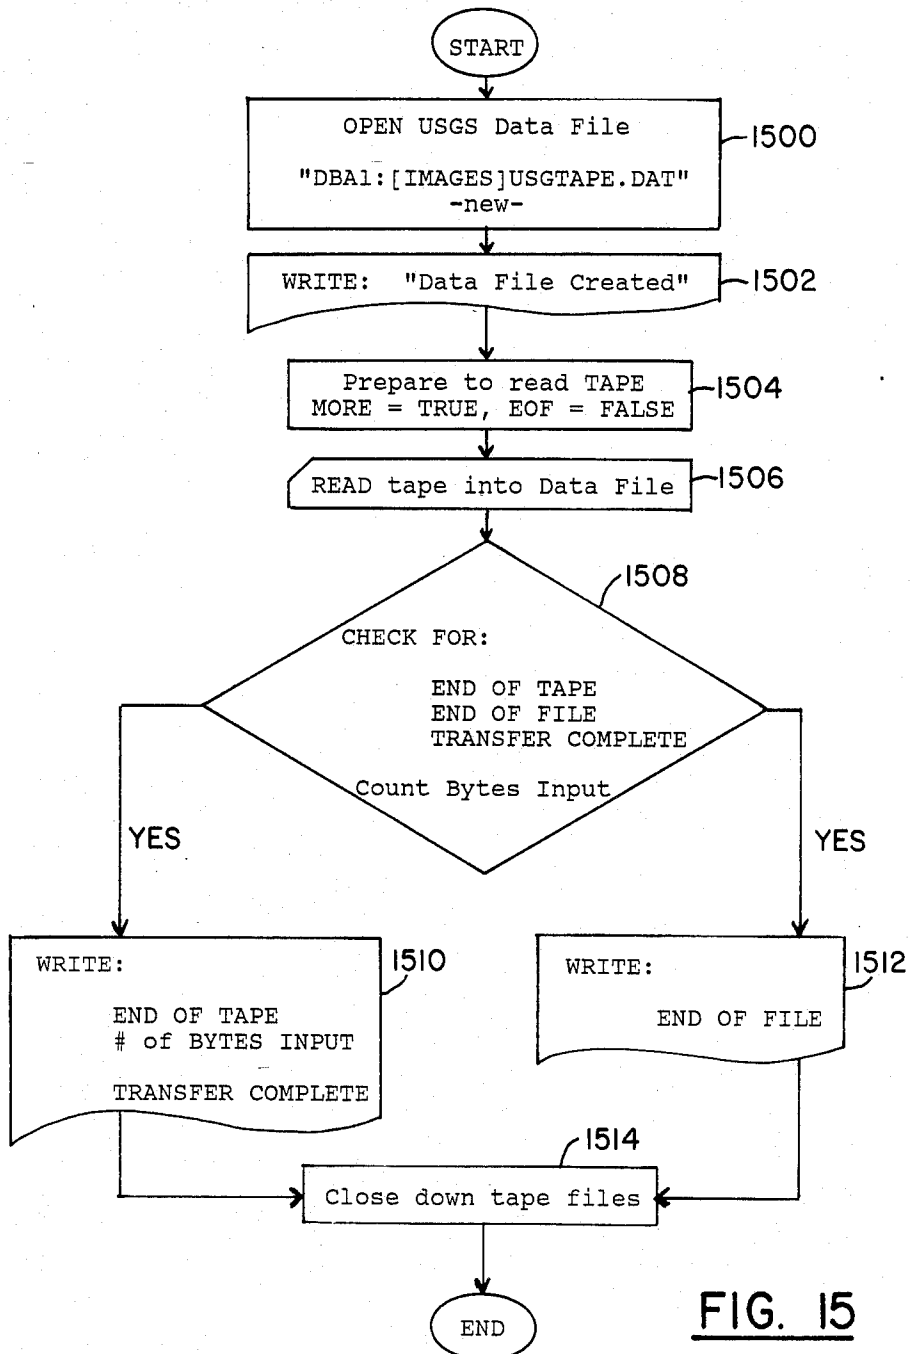 START
OPEN USGS Data File
1500
"DBA1:[IMAGES]USGTAPE.DAT"
-new-
WRITE: "Data File Created"
1502
Prepare to read TAPE
MORE = TRUE, EOF = FALSE
1504
READ tape into Data File
1506
1508
CHECK FOR:
END OF TAPE
END OF FILE
TRANSFER COMPLETE
Count Bytes Input
YES
YES
WRITE:
1510
END OF TAPE
# of BYTES INPUT
TRANSFER COMPLETE
WRITE:
1512
END OF FILE
1514
Close down tape files
END
FIG. 15